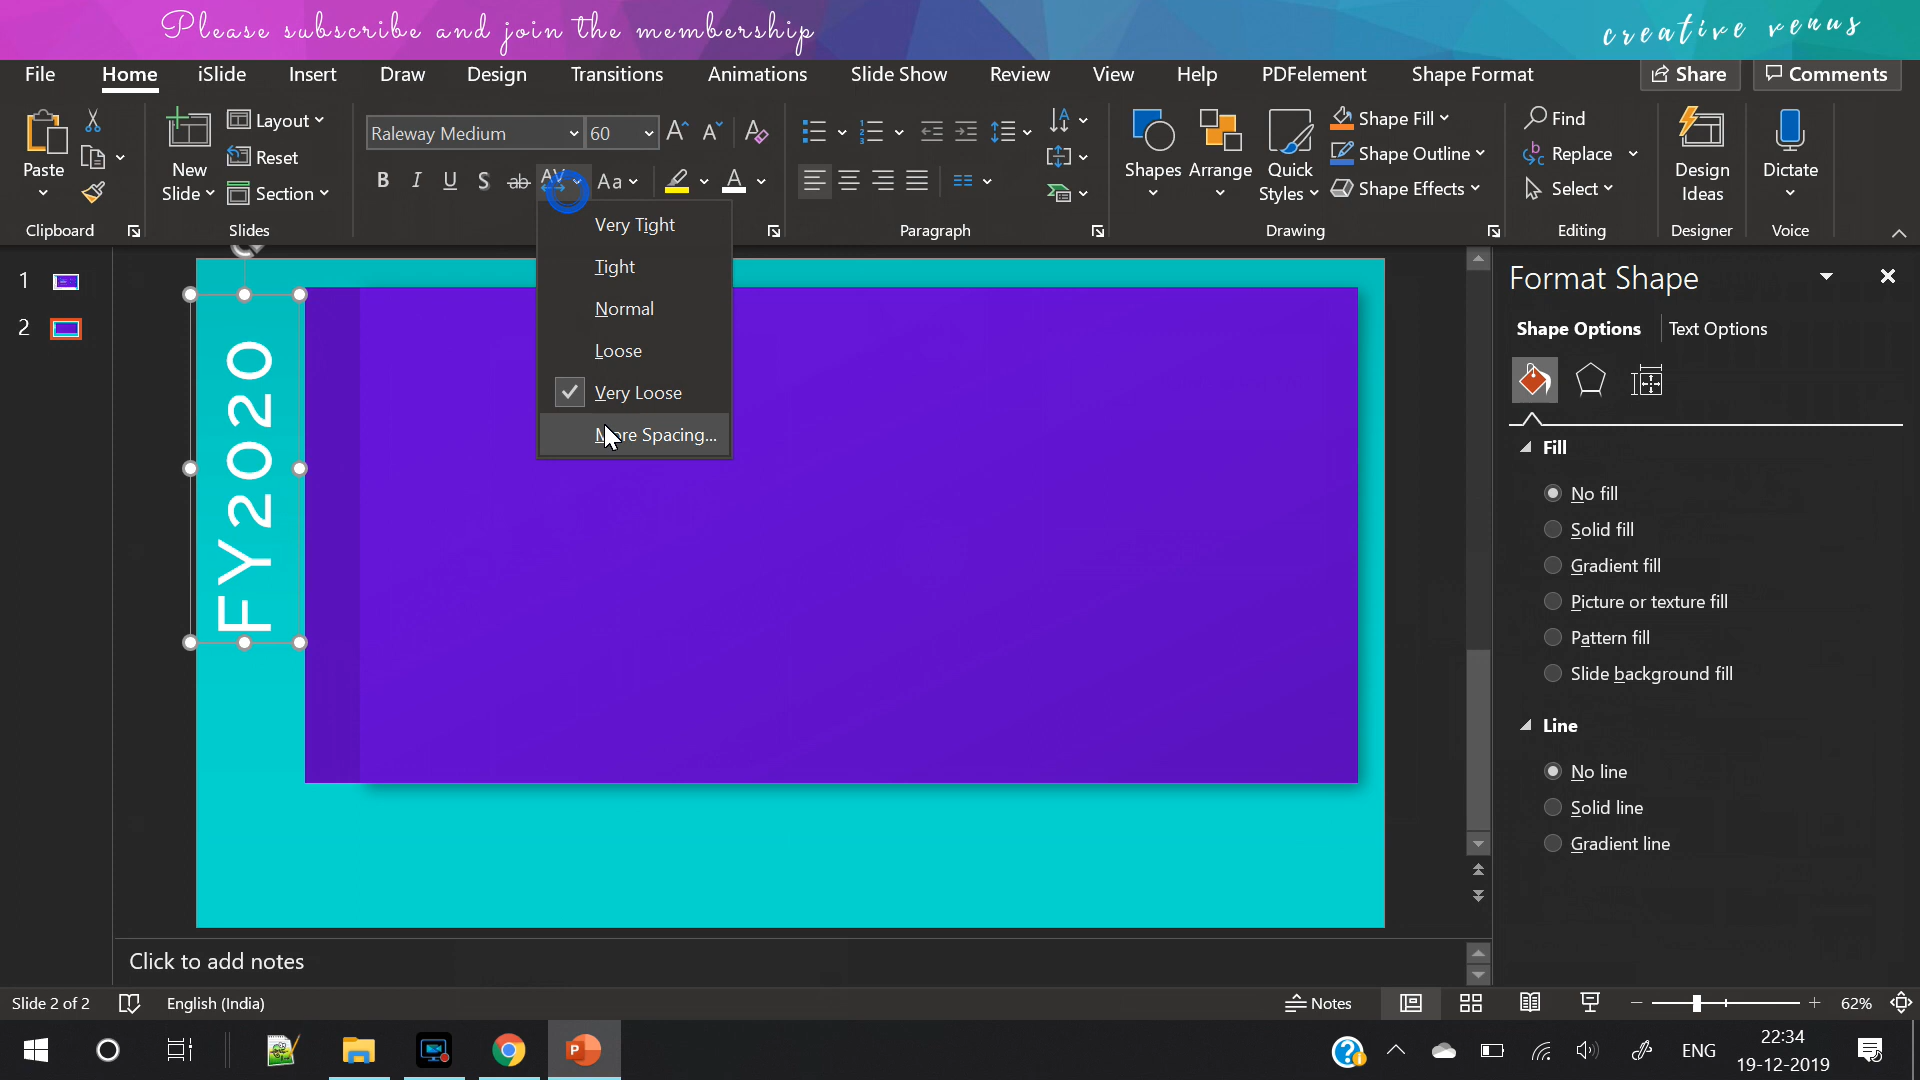 Please subscribe and join the membership
creative venus
File Home iSlide Insert Draw Design Transitions Animations Slide Show Review View Help PDFelement Shape Format Share Comments
Paste
Clipboard
New Slide
Layout
Reset
Section
Slides
Raleway Medium 60
B I U S ab AV Aa A
Paragraph
Shapes Arrange Quick Styles
Shape Fill
Shape Outline
Shape Effects
Drawing
Find
Replace
Select
Editing
Design Ideas
Designer
Dictate
Voice
Very Tight
Tight
Normal
Loose
Very Loose
More Spacing...
1
2
FY2020
Format Shape
Shape Options Text Options
Fill
No fill
Solid fill
Gradient fill
Picture or texture fill
Pattern fill
Slide background fill
Line
No line
Solid line
Gradient line
Click to add notes
Slide 2 of 2 English (India) Notes 62%
ENG
22:34
19-12-2019